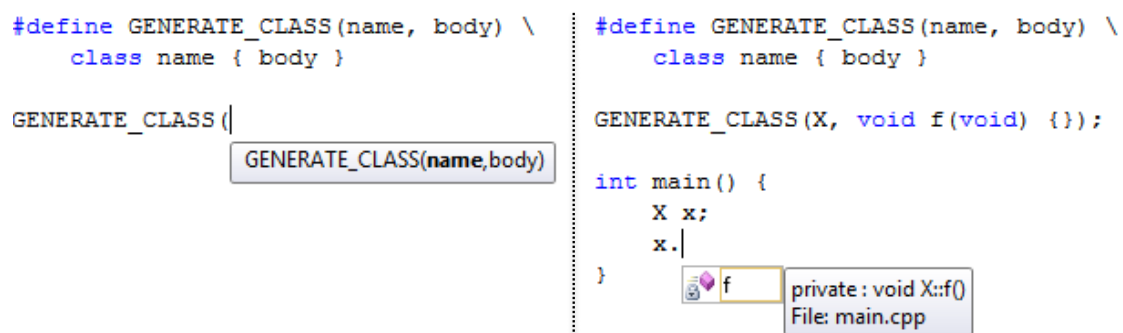 #define GENERATE_CLASS(name, body) \
class name { body }
GENERATE_CLASS(
GENERATE_CLASS(name,body)
#define GENERATE_CLASS(name, body) \
class name { body }
GENERATE_CLASS(X, void f(void) {});
int main() {
X x;
x.
}
f
private : void X::f()
File: main.cpp